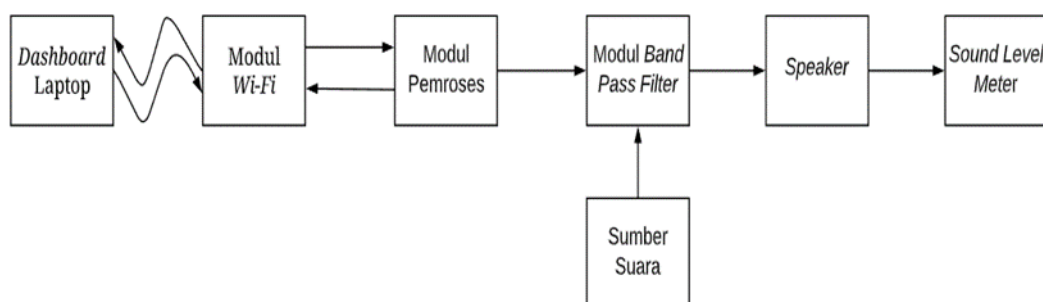 Dashboard
Laptop
Modul
Wi-Fi
Modul
Pemroses
Modul Band
Pass Filter
Speaker
Sound Level
Meter
Sumber
Suara